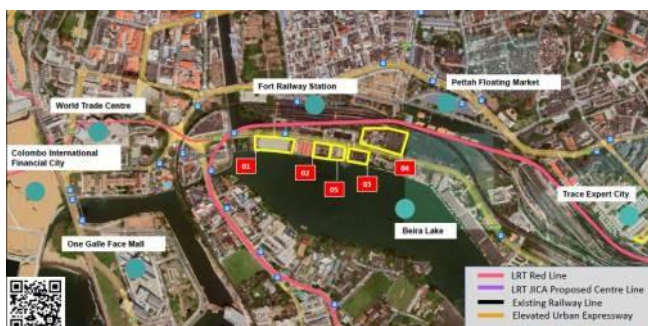 Fort Railway Station
Pettah Floating Market
World Trade Centre
Colombo International
Financial City
01
02
05
03
04
Trace Expert City
Beira Lake
One Galle Face Mall
LRT Red Line
LRT JICA Proposed Centre Line
Existing Railway Line
Elevated Urban Expressway